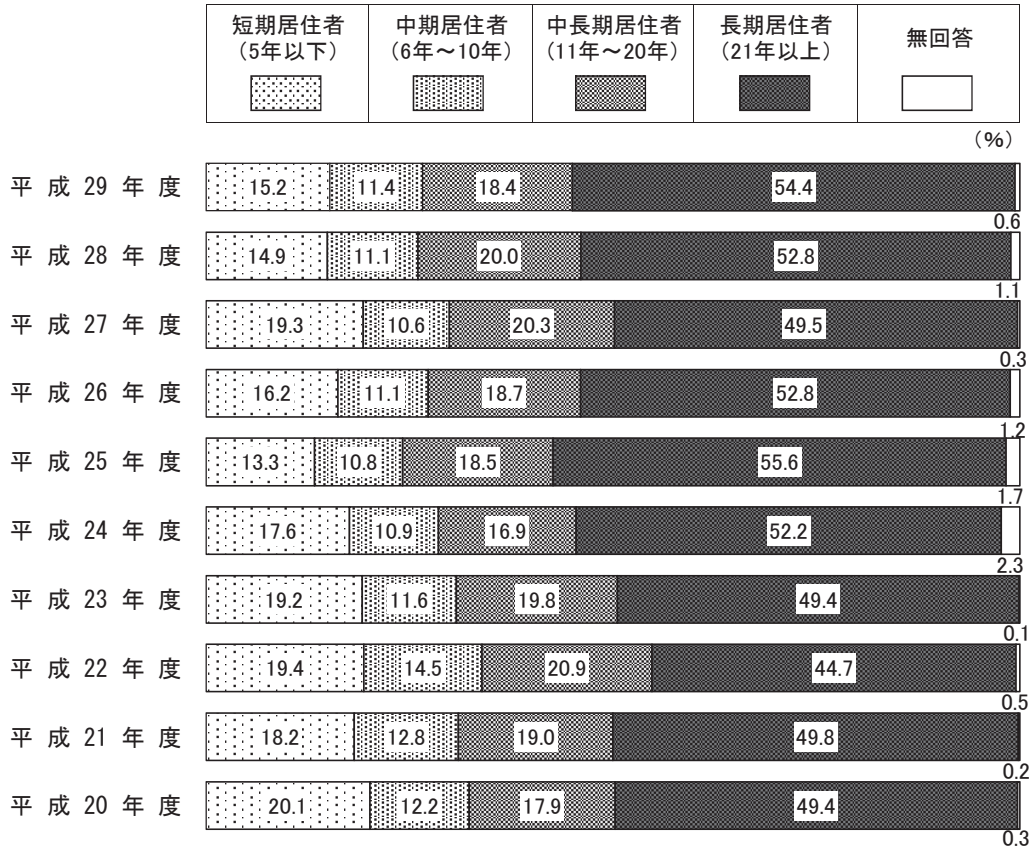 短期居住者
(5年以下)
中期居住者
(6年～10年)
中長期居住者
(11年～20年)
長期居住者
(21年以上)
無回答
(%)
平成29年度 15.2 11.4 18.4 54.4
0.6
平成28年度 14.9 11.1 20.0 52.8
1.1
平成27年度 19.3 10.6 20.3 49.5
0.3
平成26年度 16.2 11.1 18.7 52.8
1.2
平成25年度 13.3 10.8 18.5 55.6
1.7
平成24年度 17.6 10.9 16.9 52.2
2.3
平成23年度 19.2 11.6 19.8 49.4
0.1
平成22年度 19.4 14.5 20.9 44.7
0.5
平成21年度 18.2 12.8 19.0 49.8
0.2
平成20年度 20.1 12.2 17.9 49.4
0.3